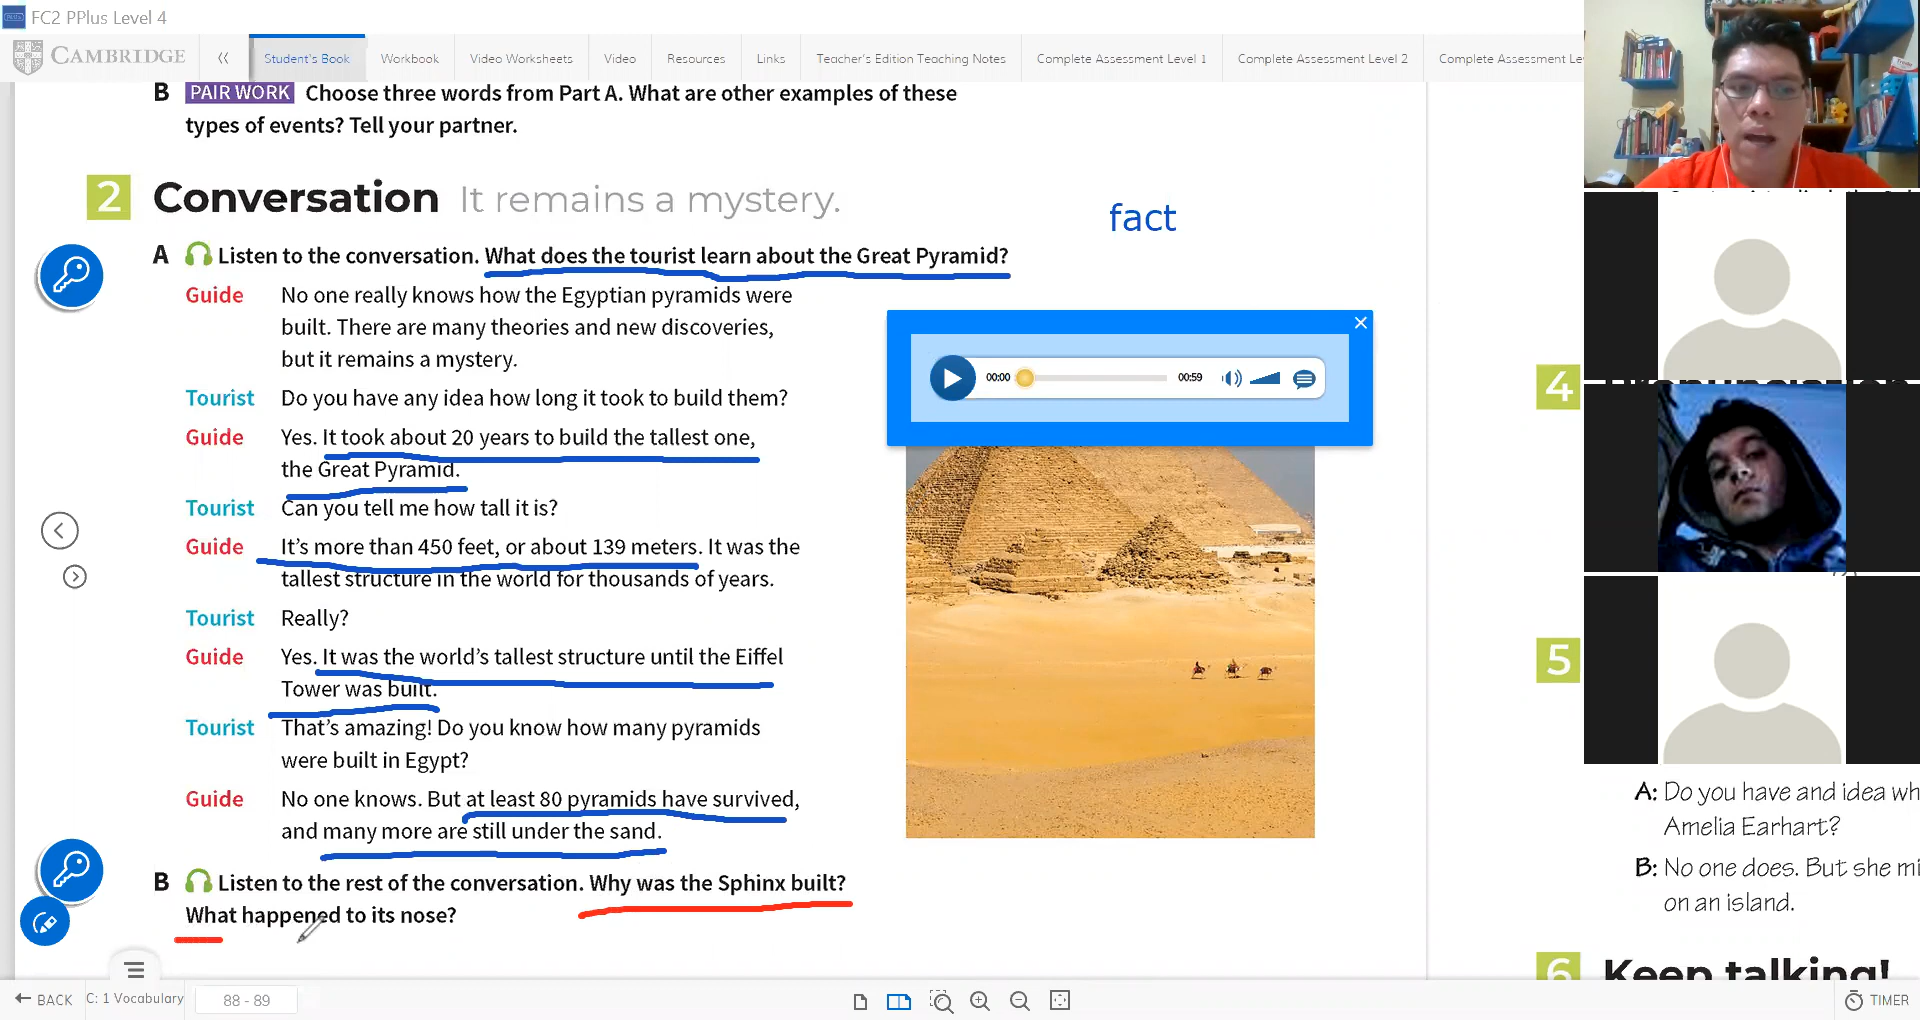 FC2 PPlus Level 4
CAMBRIDGE
Student's Book
Workbook
Video Worksheets
Video
Resources
Links
Teacher's Edition Teaching Notes
Complete Assessment Level 1
Complete Assessment Level 2
Complete Assessment Le
B PAIR WORK Choose three words from Part A. What are other examples of these
types of events? Tell your partner.
2 Conversation It remains a mystery.
fact
A Listen to the conversation. What does the tourist learn about the Great Pyramid?
Guide No one really knows how the Egyptian pyramids were
built. There are many theories and new discoveries,
but it remains a mystery.
Tourist Do you have any idea how long it took to build them?
Guide Yes. It took about 20 years to build the tallest one,
the Great Pyramid.
Tourist Can you tell me how tall it is?
Guide It's more than 450 feet, or about 139 meters. It was the
tallest structure in the world for thousands of years.
Tourist Really?
Guide Yes. It was the world's tallest structure until the Eiffel
Tower was built.
Tourist That's amazing! Do you know how many pyramids
were built in Egypt?
Guide No one knows. But at least 80 pyramids have survived,
and many more are still under the sand.
B Listen to the rest of the conversation. Why was the Sphinx built?
What happened to its nose?
00:00
00:59
4
5
A: Do you have and idea wh
Amelia Earhart?
B: No one does. But she mi
on an island.
6 Keep talking!
BACK
C: 1 Vocabulary
88 - 89
TIMER